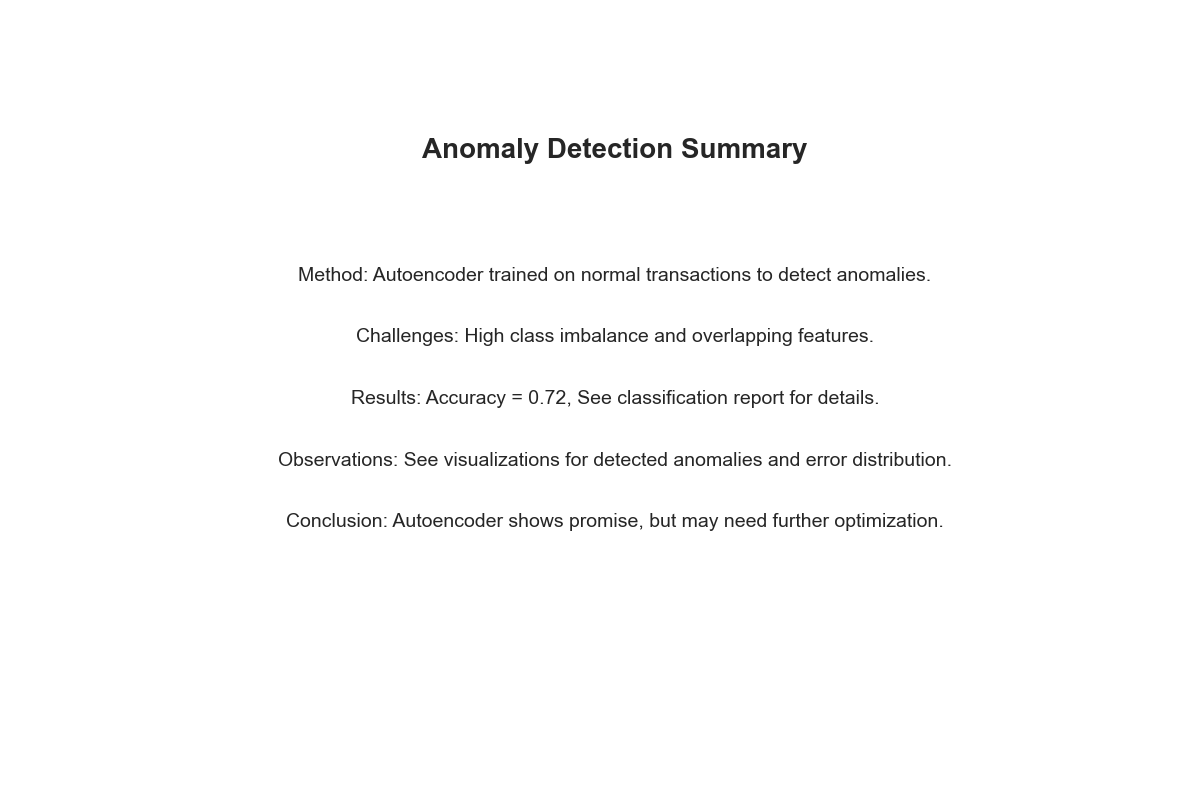 Anomaly Detection Summary
Method: Autoencoder trained on normal transactions to detect anomalies.
Challenges: High class imbalance and overlapping features.
Results: Accuracy = 0.72, See classification report for details.
Observations: See visualizations for detected anomalies and error distribution.
Conclusion: Autoencoder shows promise, but may need further optimization.